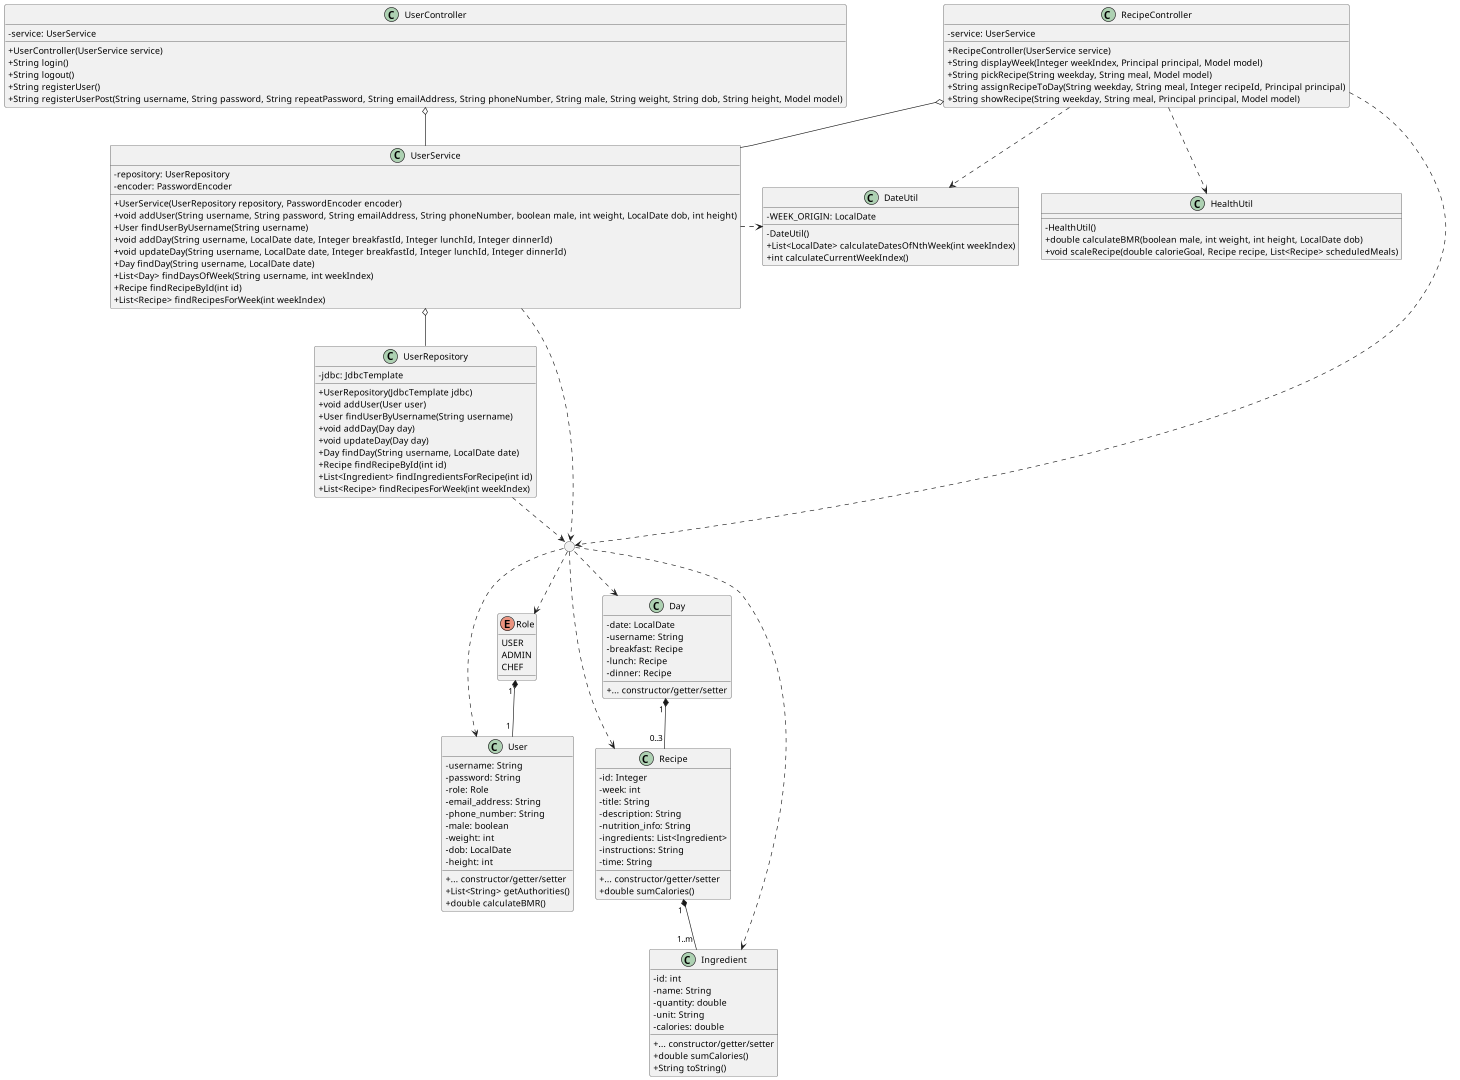 C UserController
-service: UserService
+UserController(UserService service)
+String login()
+String logout()
+String registerUser()
+String registerUserPost(String username, String password, String repeatPassword, String emailAddress, String phoneNumber, String male, String weight, String dob, String height, Model model)
C RecipeController
-service: UserService
+RecipeController(UserService service)
+String displayWeek(Integer weekIndex, Principal principal, Model model)
+String pickRecipe(String weekday, String meal, Model model)
+String assignRecipeToDay(String weekday, String meal, Integer recipeId, Principal principal)
+String showRecipe(String weekday, String meal, Principal principal, Model model)
C UserService
-repository: UserRepository
-encoder: PasswordEncoder
+UserService(UserRepository repository, PasswordEncoder encoder)
+void addUser(String username, String password, String emailAddress, String phoneNumber, boolean male, int weight, LocalDate dob, int height)
+User findUserByUsername(String username)
+void addDay(String username, LocalDate date, Integer breakfastId, Integer lunchId, Integer dinnerId)
+void updateDay(String username, LocalDate date, Integer breakfastId, Integer lunchId, Integer dinnerId)
+Day findDay(String username, LocalDate date)
+List<Day> findDaysOfWeek(String username, int weekIndex)
+Recipe findRecipeById(int id)
+List<Recipe> findRecipesForWeek(int weekIndex)
C DateUtil
-WEEK_ORIGIN: LocalDate
-DateUtil()
+List<LocalDate> calculateDatesOfNthWeek(int weekIndex)
+int calculateCurrentWeekIndex()
C HealthUtil
-HealthUtil()
+double calculateBMR(boolean male, int weight, int height, LocalDate dob)
+void scaleRecipe(double calorieGoal, Recipe recipe, List<Recipe> scheduledMeals)
C UserRepository
-jdbc: JdbcTemplate
+UserRepository(JdbcTemplate jdbc)
+void addUser(User user)
+User findUserByUsername(String username)
+void addDay(Day day)
+void updateDay(Day day)
+Day findDay(String username, LocalDate date)
+Recipe findRecipeById(int id)
+List<Ingredient> findIngredientsForRecipe(int id)
+List<Recipe> findRecipesForWeek(int weekIndex)
E Role
USER
ADMIN
CHEF
1
1
C Day
-date: LocalDate
-username: String
-breakfast: Recipe
-lunch: Recipe
-dinner: Recipe
+... constructor/getter/setter
1
0..3
C User
-username: String
-password: String
-role: Role
-email_address: String
-phone_number: String
-male: boolean
-weight: int
-dob: LocalDate
-height: int
+... constructor/getter/setter
+List<String> getAuthorities()
+double calculateBMR()
C Recipe
-id: Integer
-week: int
-title: String
-description: String
-nutrition_info: String
-ingredients: List<Ingredient>
-instructions: String
-time: String
+... constructor/getter/setter
+double sumCalories()
1
1..m
C Ingredient
-id: int
-name: String
-quantity: double
-unit: String
-calories: double
+... constructor/getter/setter
+double sumCalories()
+String toString()